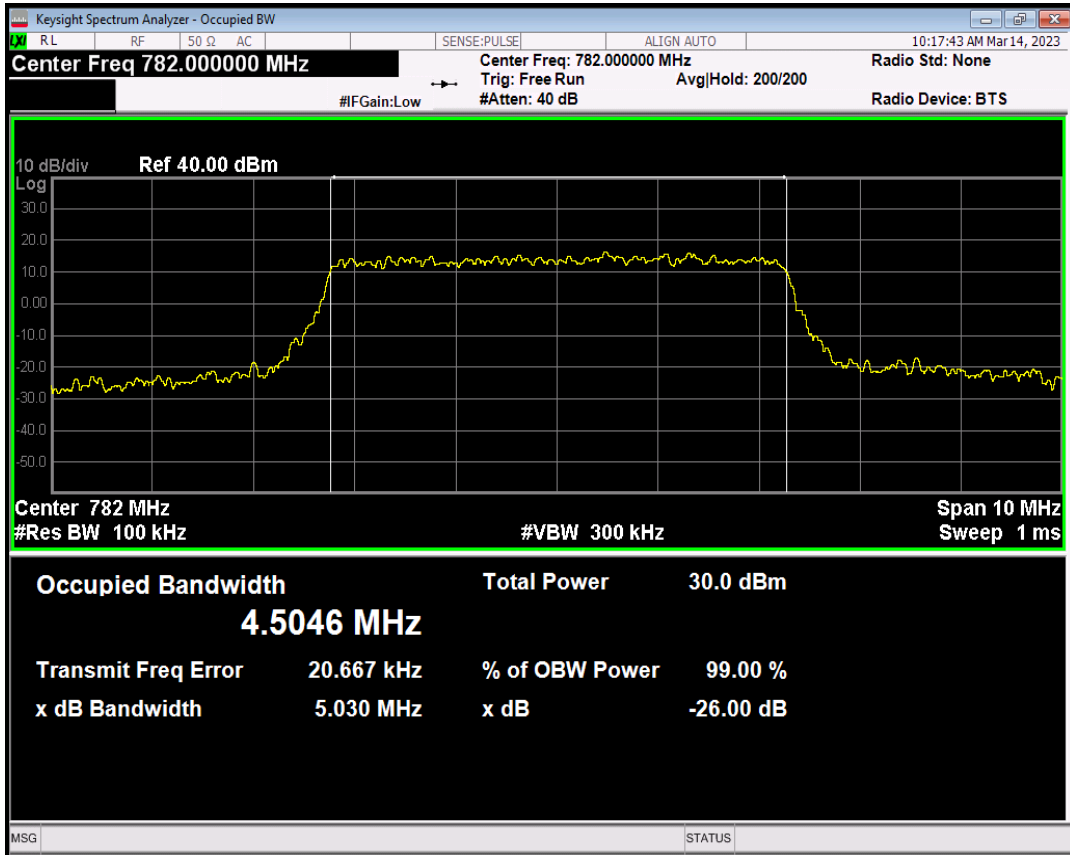 Keysight Spectrum Analyzer - Occupied BW
LXI RL RF 50 Ω AC SENSE:PULSE ALIGN AUTO 10:17:43 AM Mar 14, 2023
Center Freq 782.000000 MHz Center Freq: 782.000000 MHz Radio Std: None
Trig: Free Run Avg|Hold: 200/200
#IFGain:Low #Atten: 40 dB Radio Device: BTS
10 dB/div Ref 40.00 dBm
Log
30.0
20.0
10.0
0.00
-10.0
-20.0
-30.0
-40.0
-50.0
Center 782 MHz Span 10 MHz
#Res BW 100 kHz #VBW 300 kHz Sweep 1 ms
Occupied Bandwidth Total Power 30.0 dBm
4.5046 MHz
Transmit Freq Error 20.667 kHz % of OBW Power 99.00 %
x dB Bandwidth 5.030 MHz x dB -26.00 dB
MSG STATUS